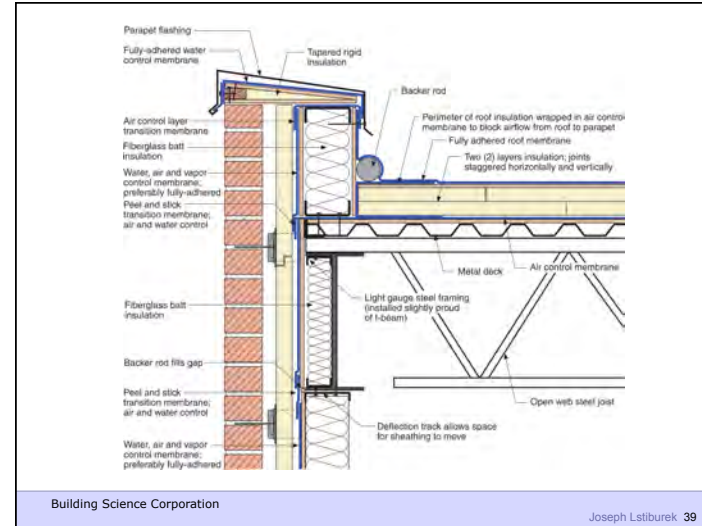 Parapet flashing
Fully-adhered water
control membrane
Tapered rigid
insulation
Backer rod
Air control layer
transition membrane
Perimeter of roof insulation wrapped in air control
membrane to block airflow from roof to parapet
Fully adhered roof membrane
Fiberglass batt
insulation
Two (2) layers insulation; joints
staggered horizontally and vertically
Water, air and vapor
control membrane;
preferably fully-adhered
Peel and stick
transition membrane;
air and water control
Metal deck
Air control membrane
Fiberglass batt
insulation
Light gauge steel framing
(installed slightly proud
of I-beam)
Backer rod fills gap
Peel and stick
transition membrane;
air and water control
Open web steel joist
Deflection track allows space
for sheathing to move
Water, air and vapor
control membrane;
preferably fully-adhered
Building Science Corporation
Joseph Lstiburek 39